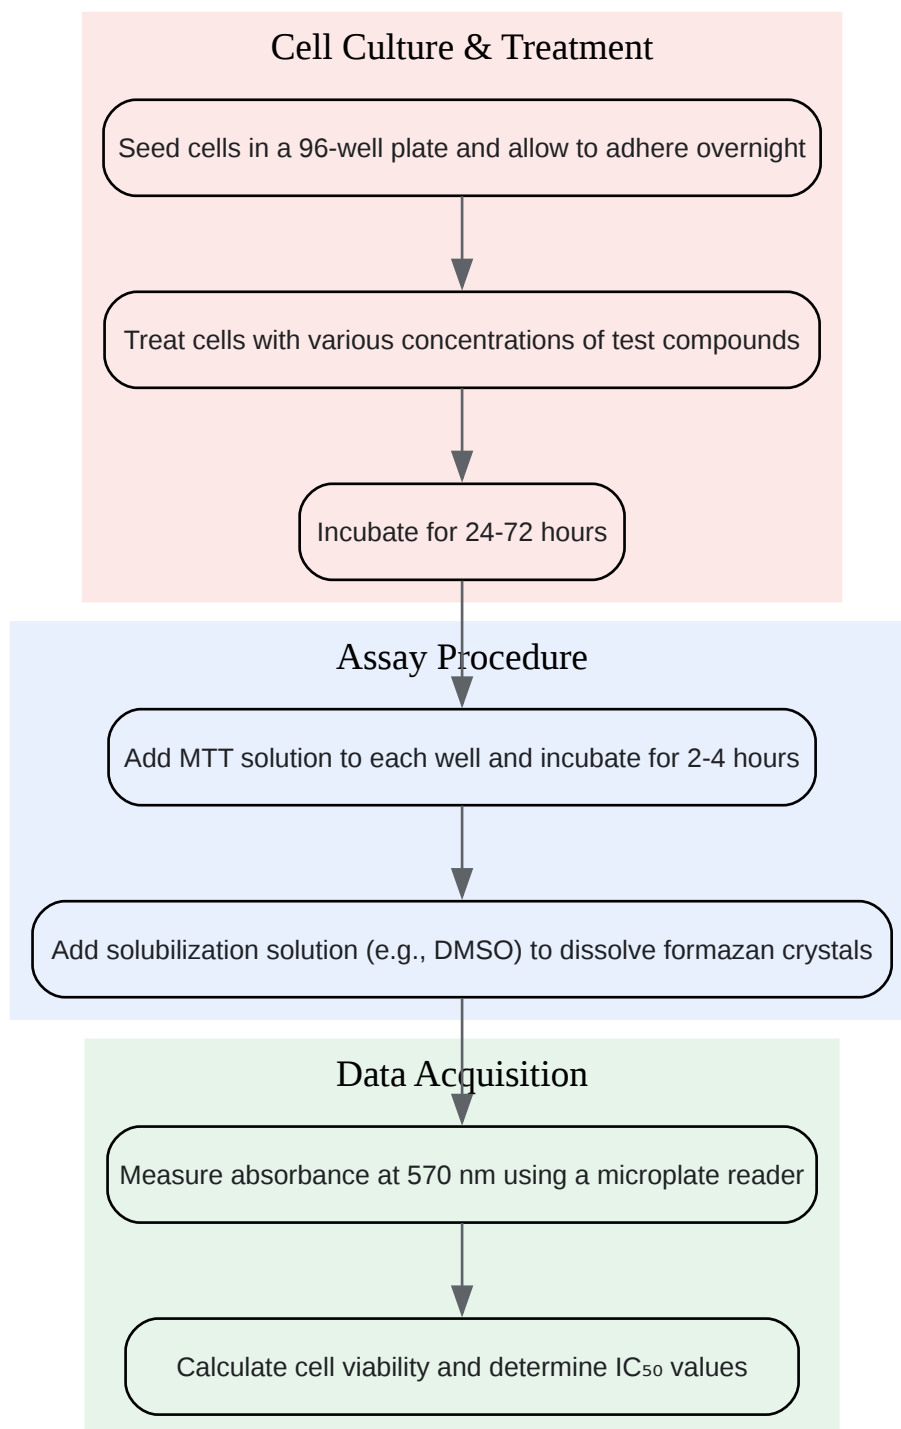 Cell Culture & Treatment
Seed cells in a 96-well plate and allow to adhere overnight
Treat cells with various concentrations of test compounds
Incubate for 24-72 hours
Assay Procedure
Add MTT solution to each well and incubate for 2-4 hours
Add solubilization solution (e.g., DMSO) to dissolve formazan crystals
Data Acquisition
Measure absorbance at 570 nm using a microplate reader
Calculate cell viability and determine IC₅₀ values